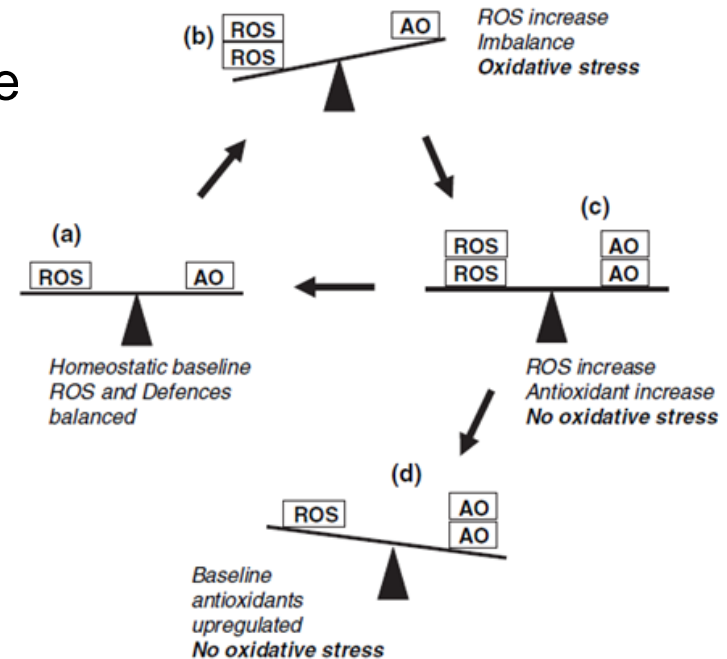 e
(b)
ROS
ROS
AO
ROS increase
Imbalance
Oxidative stress
(a)
ROS
AO
Homeostatic baseline
ROS and Defences
balanced
(c)
ROS
ROS
AO
AO
ROS increase
Antioxidant increase
No oxidative stress
(d)
ROS
AO
AO
Baseline
antioxidants
upregulated
No oxidative stress